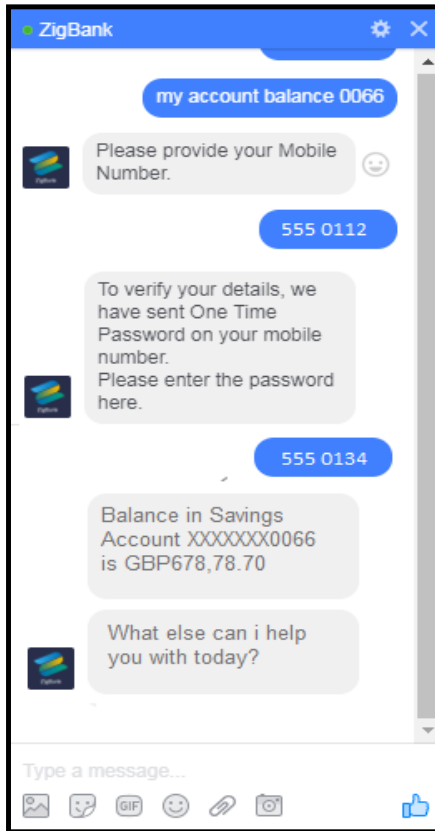 ZigBank
my account balance 0066
Please provide your Mobile
Number.
555 0112
To verify your details, we
have sent One Time
Password on your mobile
number.
Please enter the password
here.
555 0134
Balance in Savings
Account XXXXXXX0066
is GBP678,78.70
What else can i help
you with today?
Type a message...
GIF